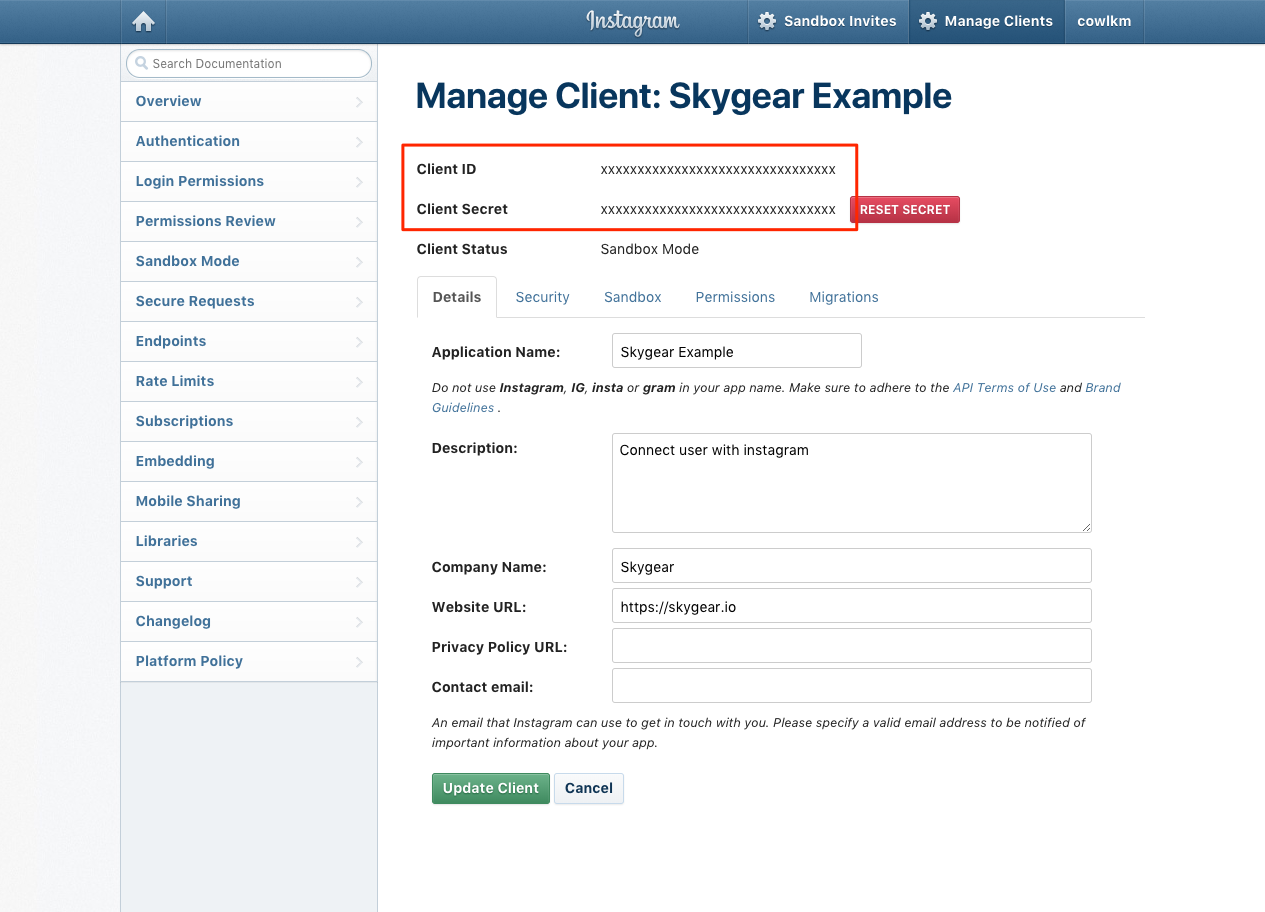 Instagram
Sandbox Invites
Manage Clients
cowlkm
Search Documentation
Overview
Authentication
Login Permissions
Permissions Review
Sandbox Mode
Secure Requests
Endpoints
Rate Limits
Subscriptions
Embedding
Mobile Sharing
Libraries
Support
Changelog
Platform Policy
Manage Client: Skygear Example
Client ID xxxxxxxxxxxxxxxxxxxxxxxxxxxxxxxx
Client Secret xxxxxxxxxxxxxxxxxxxxxxxxxxxxxxxx RESET SECRET
Client Status Sandbox Mode
Details Security Sandbox Permissions Migrations
Application Name: Skygear Example
Do not use Instagram, IG, insta or gram in your app name. Make sure to adhere to the API Terms of Use and Brand
Guidelines .
Description: Connect user with instagram
Company Name: Skygear
Website URL: https://skygear.io
Privacy Policy URL:
Contact email:
An email that Instagram can use to get in touch with you. Please specify a valid email address to be notified of
important information about your app.
Update Client Cancel